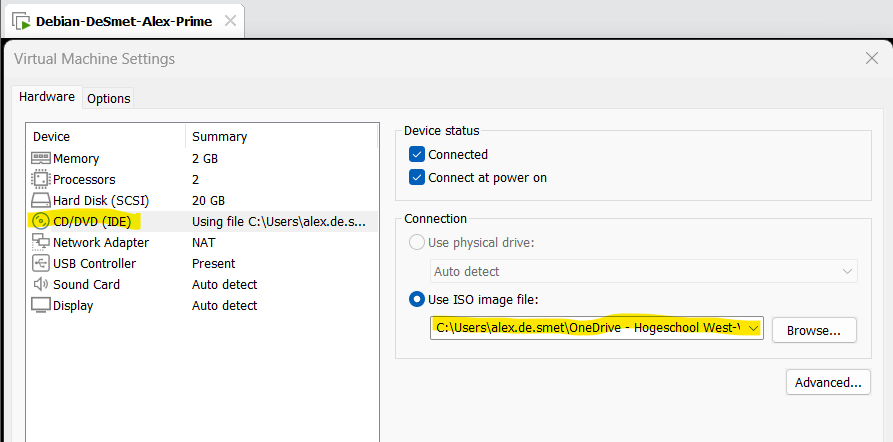 Debian-DeSmet-Alex-Prime
Virtual Machine Settings
Hardware
Options
Device Summary
Memory 2 GB
Processors 2
Hard Disk (SCSI) 20 GB
CD/DVD (IDE) Using file C:\Users\alex.de.s...
Network Adapter NAT
USB Controller Present
Sound Card Auto detect
Display Auto detect
Device status
Connected
Connect at power on
Connection
Use physical drive:
Auto detect
Use ISO image file:
C:\Users\alex.de.smet\OneDrive - Hogeschool West-V
Browse...
Advanced...